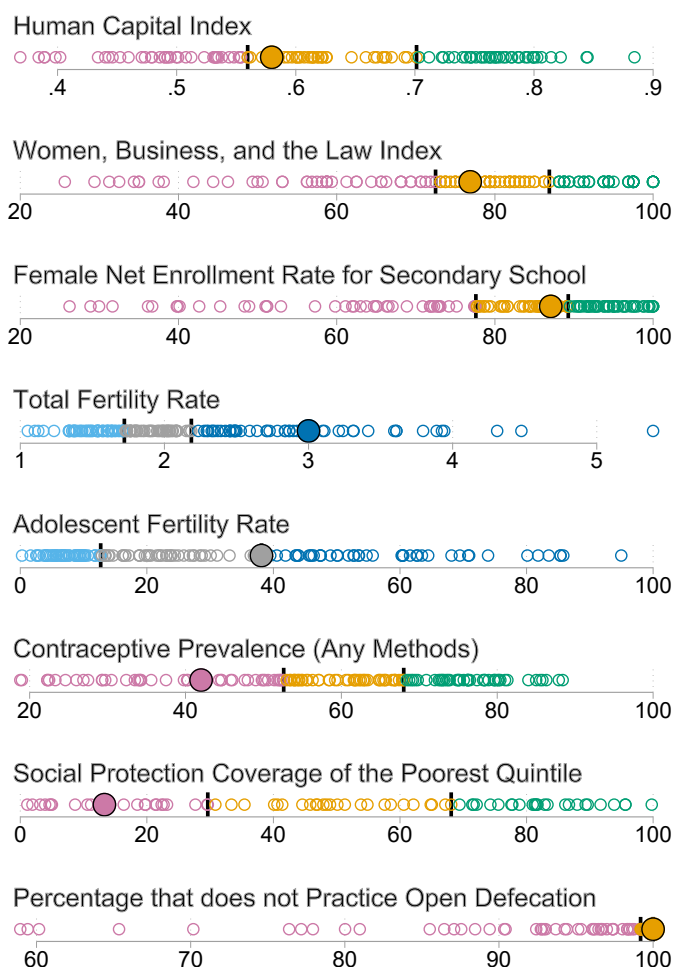 Human Capital Index
.4 .5 .6 .7 .8 .9
Women, Business, and the Law Index
20 40 60 80 100
Female Net Enrollment Rate for Secondary School
20 40 60 80 100
Total Fertility Rate
1 2 3 4 5
Adolescent Fertility Rate
0 20 40 60 80 100
Contraceptive Prevalence (Any Methods)
20 40 60 80 100
Social Protection Coverage of the Poorest Quintile
0 20 40 60 80 100
Percentage that does not Practice Open Defecation
60 70 80 90 100